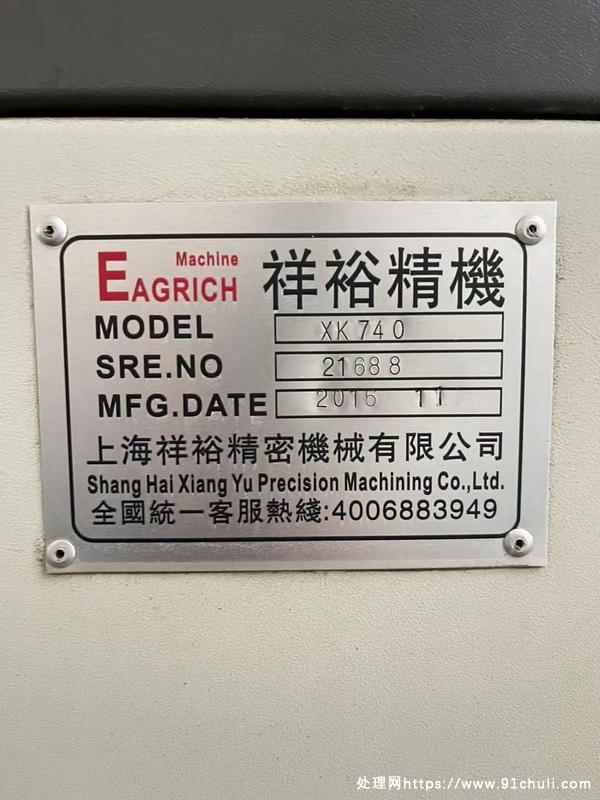 Machine
EAGRICH 祥裕精機
MODEL XK740
SRE.NO 21688
MFG.DATE 2016 11
上海祥裕精密機械有限公司
Shang Hai Xiang Yu Precision Machining Co.,Ltd.
全國統一客服熱綫:4006883949
处理网https://www.91chuli.com/